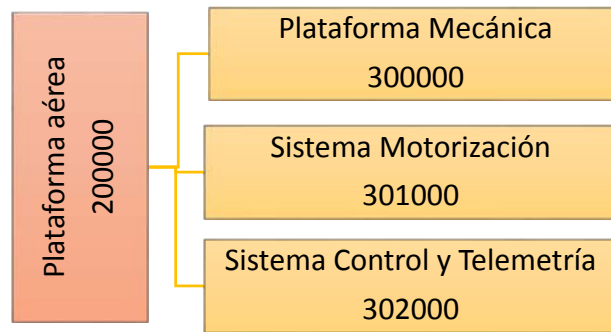 Plataforma aérea
200000
Plataforma Mecánica
300000
Sistema Motorización
301000
Sistema Control y Telemetría
302000